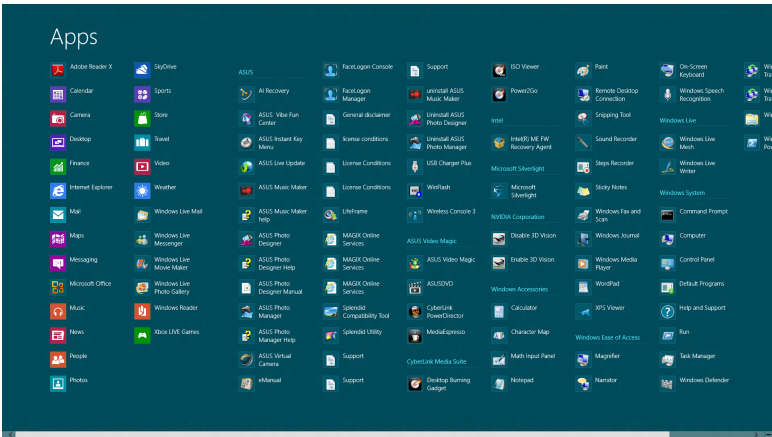 Apps
Adobe Reader X
Calendar
Camera
Desktop
Finance
Internet Explorer
Mail
Maps
Messaging
Microsoft Office
Music
News
People
Photos
SkyDrive
Sports
Store
Travel
Video
Weather
Windows Live Mail
Windows Live
Messenger
Windows Live
Movie Maker
Windows Live
Photo Gallery
Windows Reader
Xbox LIVE Games
ASUS
AI Recovery
ASUS Vibe Fun
Center
ASUS Instant Key
Menu
ASUS Live Update
ASUS Music Maker
ASUS Music Maker
help
ASUS Photo
Designer
ASUS Photo
Designer Help
ASUS Photo
Designer Manual
ASUS Photo
Manager
ASUS Photo
Manager Help
ASUS Virtual
Camera
eManual
FaceLogon Console
FaceLogon
Manager
General disclaimer
license conditions
License Conditions
License Conditions
LifeFrame
MAGIX Online
Services
MAGIX Online
Services
MAGIX Online
Services
Splendid
Compatibility Tool
Splendid Utility
Support
Support
Support
uninstall ASUS
Music Maker
Uninstall ASUS
Photo Designer
Uninstall ASUS
Photo Manager
USB Charger Plus
WinFlash
Wireless Console 3
ASUS Video Magic
ASUS Video Magic
ASUSDVD
CyberLink
PowerDirector
MediaEspresso
CyberLink Media Suite
Desktop Burning
Gadget
ISO Viewer
Power2Go
Intel
Intel(R) ME FW
Recovery Agent
Microsoft Silverlight
Microsoft
Silverlight
NVIDIA Corporation
Disable 3D Vision
Enable 3D Vision
Windows Accessories
Calculator
Character Map
Math Input Panel
Notepad
Paint
Remote Desktop
Connection
Snipping Tool
Sound Recorder
Steps Recorder
Sticky Notes
Windows Fax and
Scan
Windows Journal
Windows Media
Player
WordPad
XPS Viewer
Windows Ease of Access
Magnifier
Narrator
On-Screen
Keyboard
Windows Speech
Recognition
Windows Live
Windows Live
Mesh
Windows Live
Writer
Windows System
Command Prompt
Computer
Control Panel
Default Programs
Help and Support
Run
Task Manager
Windows Defender